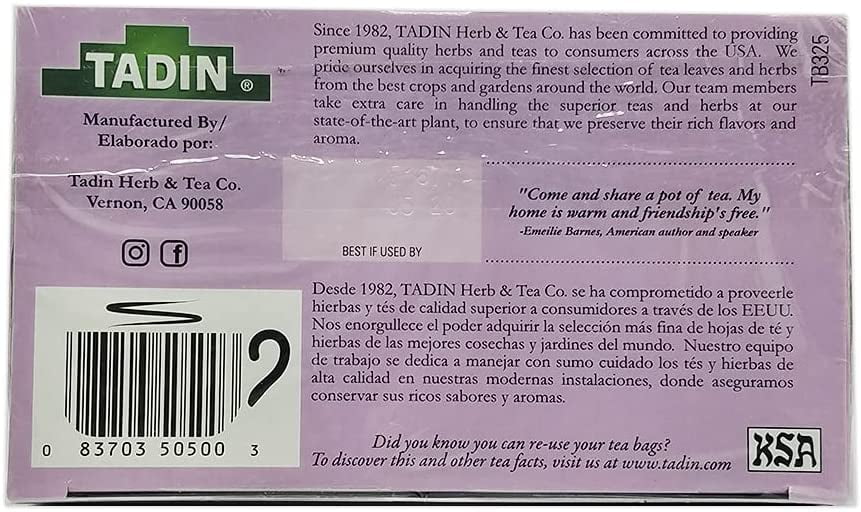 TADIN ®
Manufactured By/
Elaborado por:
Tadin Herb & Tea Co.
Vernon, CA 90058
Since 1982, TADIN Herb & Tea Co. has been committed to providing
premium quality herbs and teas to consumers across the USA. We
pride ourselves in acquiring the finest selection of tea leaves and herbs
from the best crops and gardens around the world. Our team members
take extra care in handling the superior teas and herbs at our
state-of-the-art plant, to ensure that we preserve their rich flavors and
aroma.
TB325
BEST IF USED BY
"Come and share a pot of tea. My
home is warm and friendship's free."
-Emeilie Barnes, American author and speaker
Desde 1982, TADIN Herb & Tea Co. se ha comprometido a proveerle
hierbas y tés de calidad superior a consumidores a través de los EEUU.
Nos enorgullece el poder adquirir la selección más fina de hojas de té y
hierbas de las mejores cosechas y jardines del mundo. Nuestro equipo
de trabajo se dedica a manejar con sumo cuidado los tés y hierbas de
alta calidad en nuestras modernas instalaciones, donde aseguramos
conservar sus ricos sabores y aromas.
0 83703 50500 3
Did you know you can re-use your tea bags?
To discover this and other tea facts, visit us at www.tadin.com
KSA